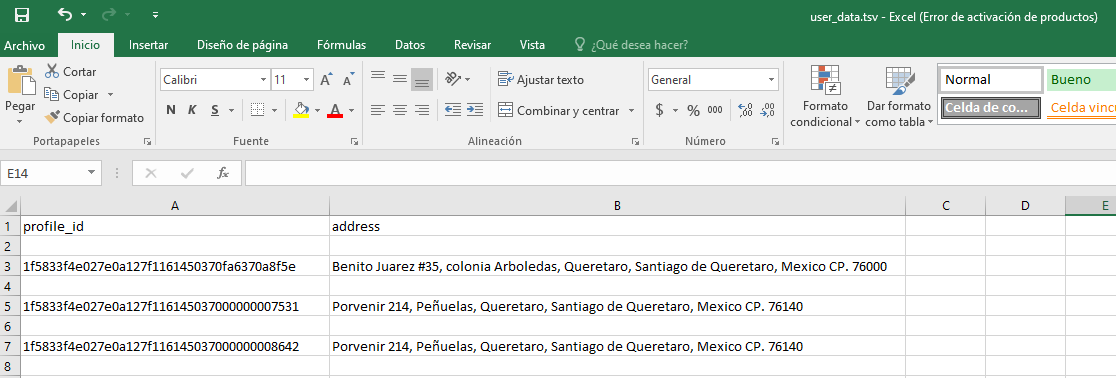 user_data.tsv - Excel (Error de activación de productos)
Archivo Inicio Insertar Diseño de página Fórmulas Datos Revisar Vista ¿Qué desea hacer?
Pegar
Cortar
Copiar
Copiar formato
Portapapeles
Calibri 11 A A
N K S A
Fuente
Ajustar texto
Combinar y centrar
Alineación
General
$ % 000 ,00 ,0
Número
Formato condicional
Dar formato como tabla
Normal Bueno
Celda de co... Celda vincu
E14 fx
A B C D E
1 profile_id address
2
3 1f5833f4e027e0a127f1161450370fa6370a8f5e Benito Juarez #35, colonia Arboledas, Queretaro, Santiago de Queretaro, Mexico CP. 76000
4
5 1f5833f4e027e0a127f116145037000000007531 Porvenir 214, Peñuelas, Queretaro, Santiago de Queretaro, Mexico CP. 76140
6
7 1f5833f4e027e0a127f116145037000000008642 Porvenir 214, Peñuelas, Queretaro, Santiago de Queretaro, Mexico CP. 76140
8